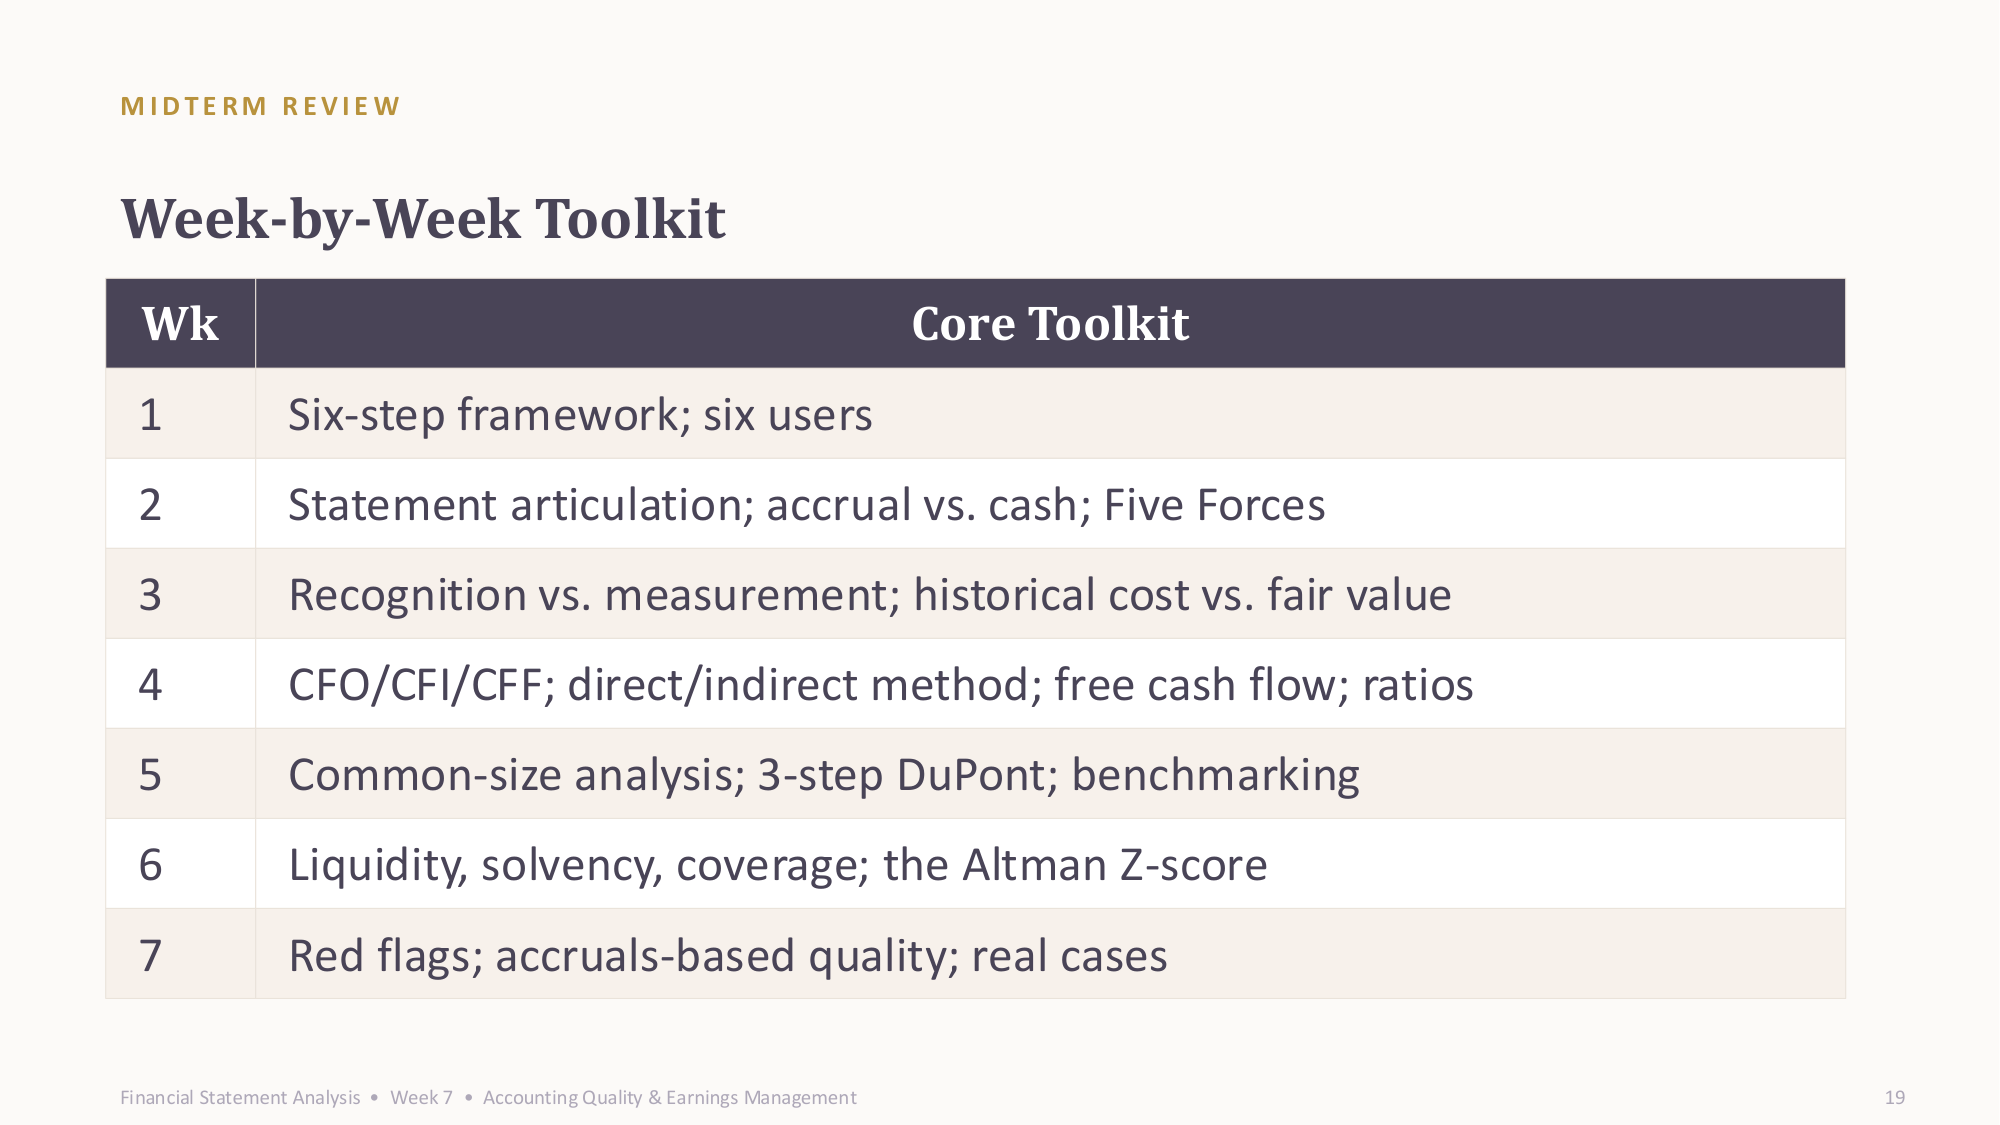 MIDTERM REVIEW
Week-by-Week Toolkit
Wk Core Toolkit
1 Six-step framework; six users
2 Statement articulation; accrual vs. cash; Five Forces
3 Recognition vs. measurement; historical cost vs. fair value
4 CFO/CFI/CFF; direct/indirect method; free cash flow; ratios
5 Common-size analysis; 3-step DuPont; benchmarking
6 Liquidity, solvency, coverage; the Altman Z-score
7 Red flags; accruals-based quality; real cases
Financial Statement Analysis • Week 7 • Accounting Quality & Earnings Management 19